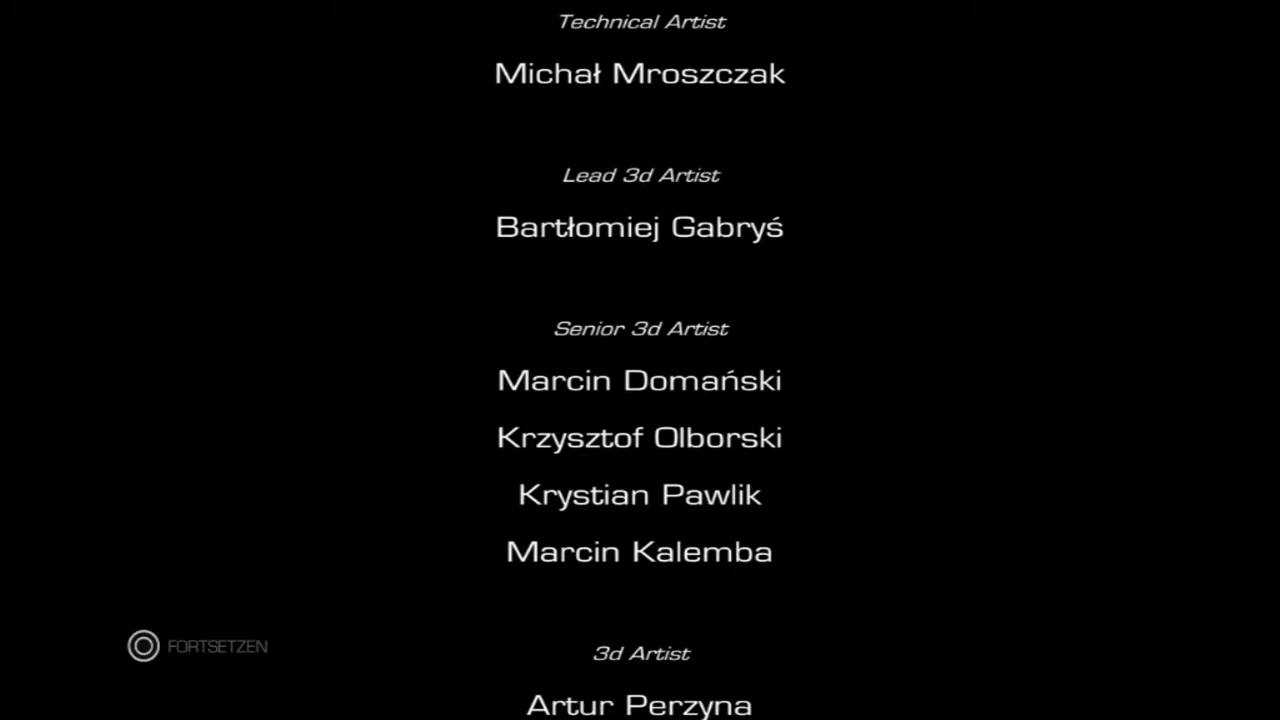 Technical Artist
Michał Mroszczak
Lead 3d Artist
Bartłomiej Gabryś
Senior 3d Artist
Marcin Domański
Krzysztof Olborski
Krystian Pawlik
Marcin Kalemba
FORTSETZEN
3d Artist
Artur Perzyna